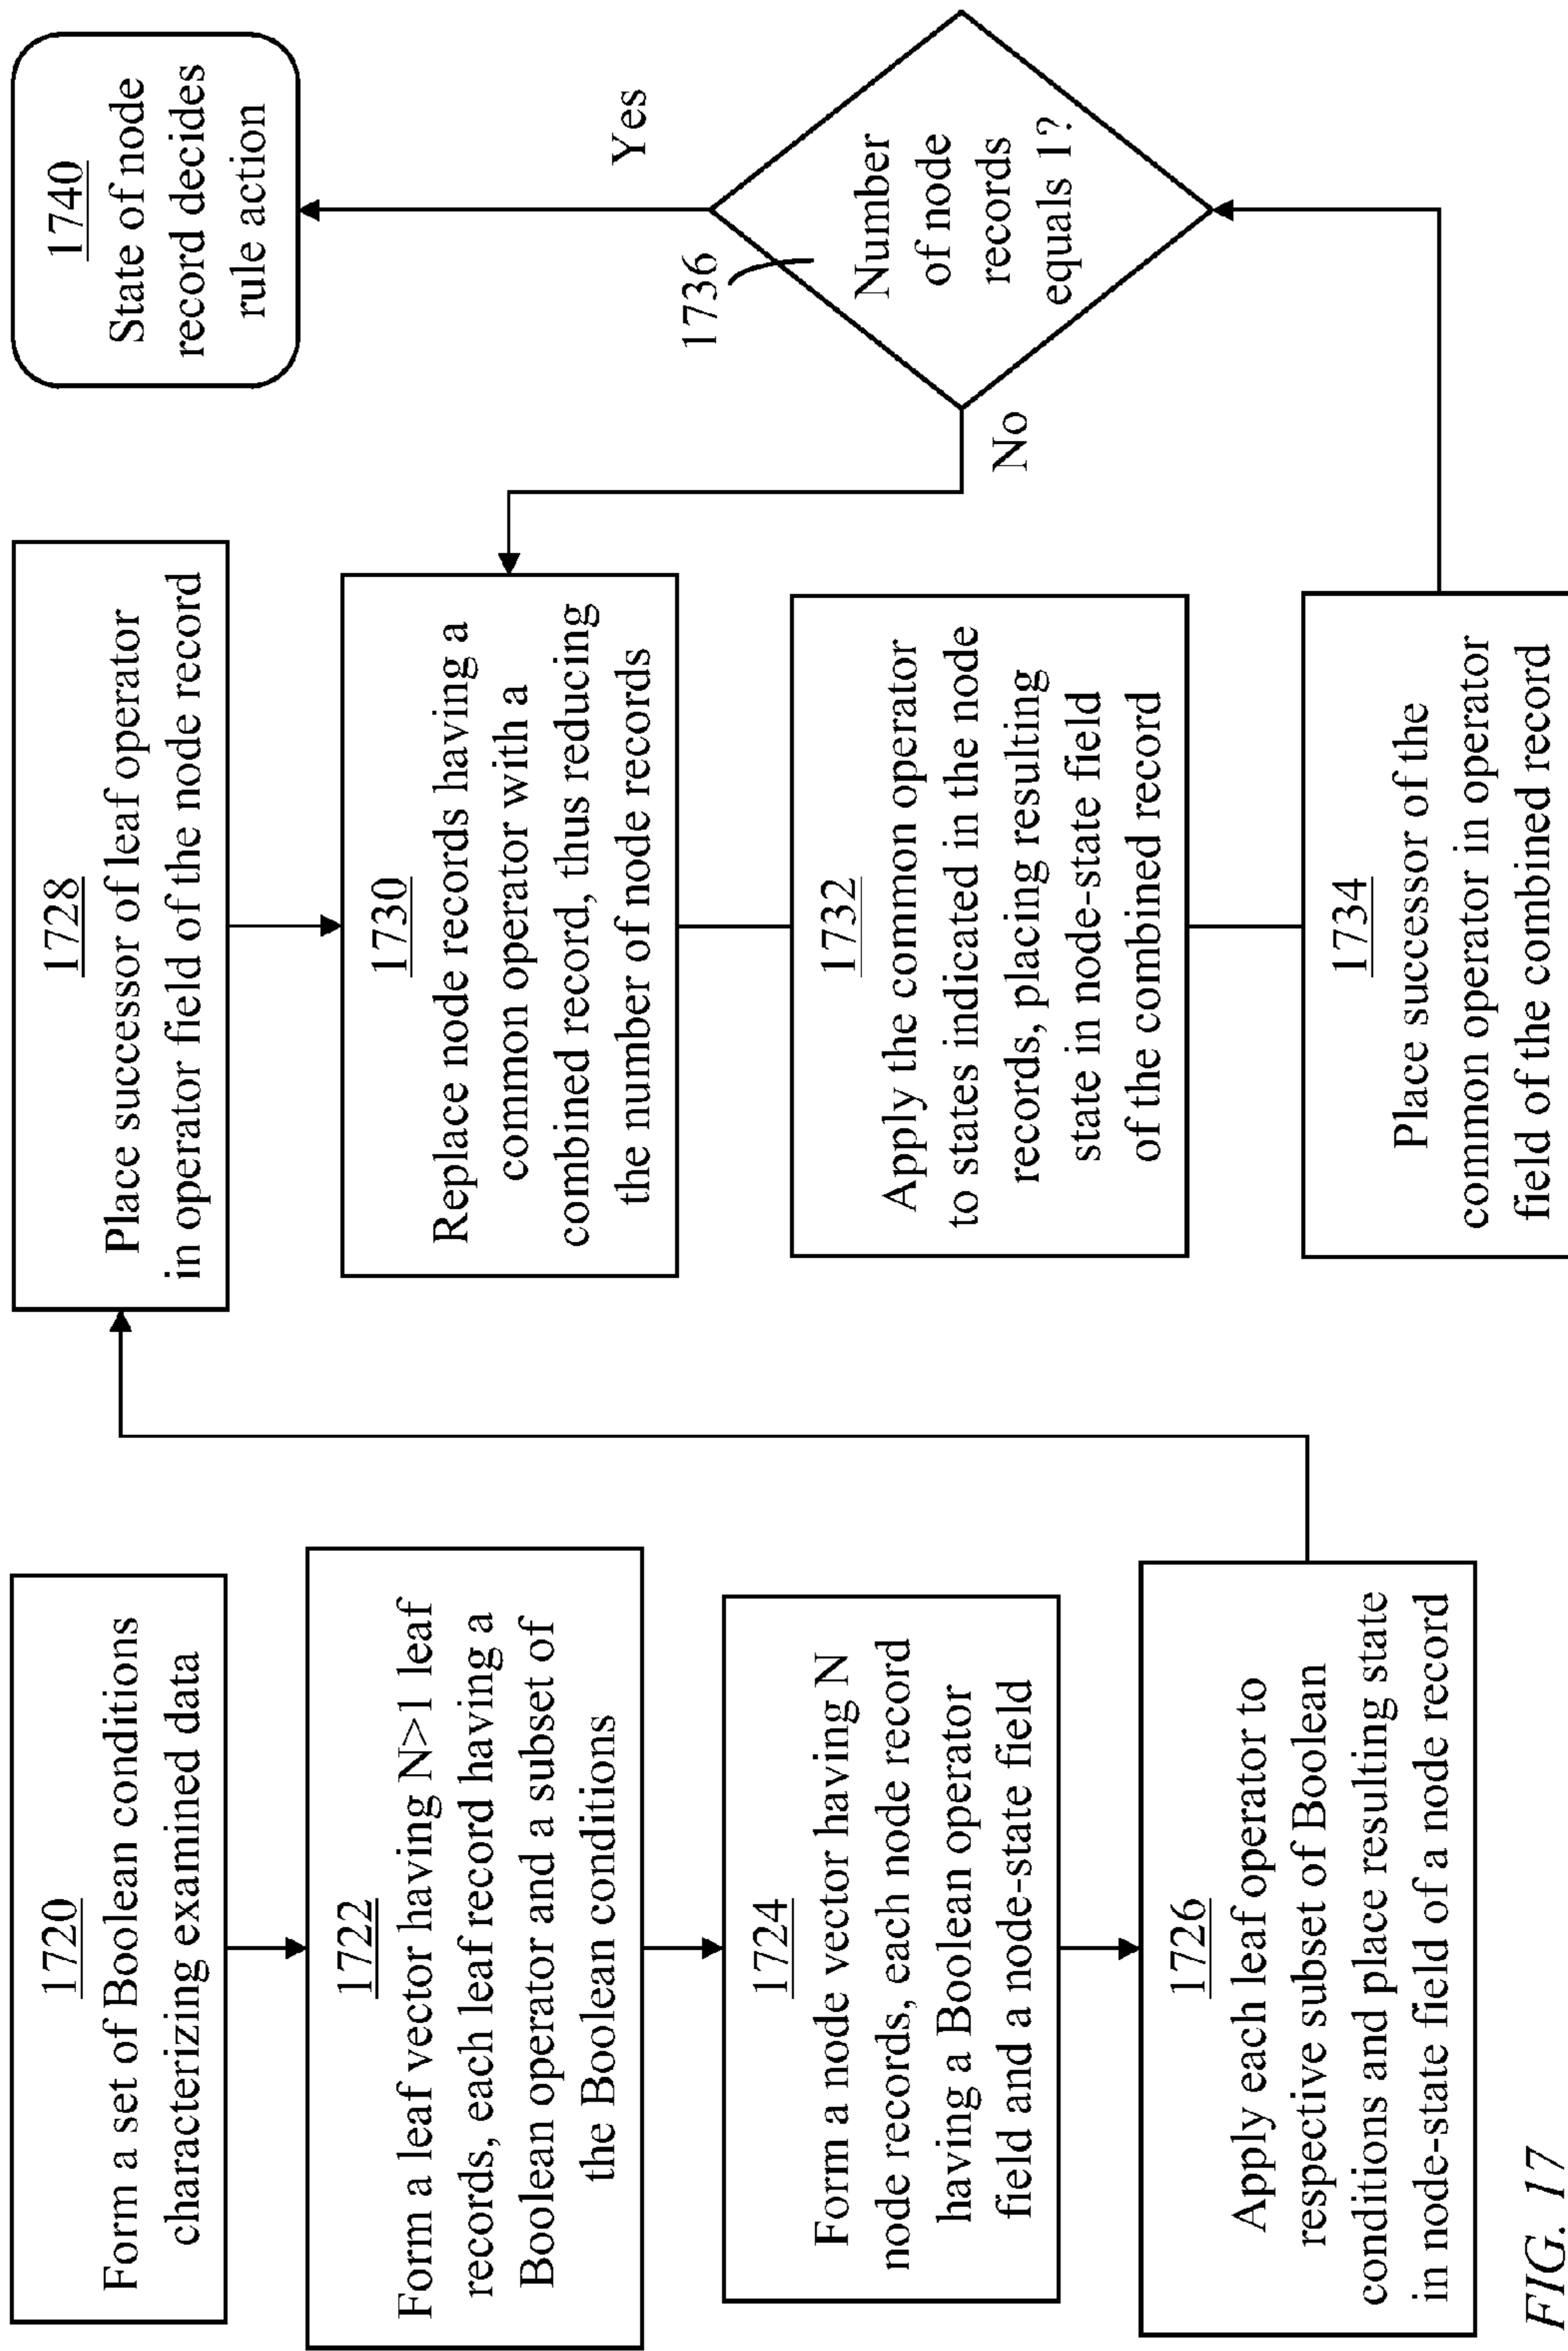 1720
Form a set of Boolean conditions
characterizing examined data
1722
Form a leaf vector having N>1 leaf
records, each leaf record having a
Boolean operator and a subset of
the Boolean conditions
1724
Form a node vector having N
node records, each node record
having a Boolean operator
field and a node-state field
1726
Apply each leaf operator to
respective subset of Boolean
conditions and place resulting state
in node-state field of a node record
1728
Place successor of leaf operator
in operator field of the node record
1730
Replace node records having a
common operator with a
combined record, thus reducing
the number of node records
1732
Apply the common operator
to states indicated in the node
records, placing resulting
state in node-state field
of the combined record
1734
Place successor of the
common operator in operator
field of the combined record
1736
Number
of node
records
equals 1?
No
Yes
1740
State of node
record decides
rule action
FIG. 17